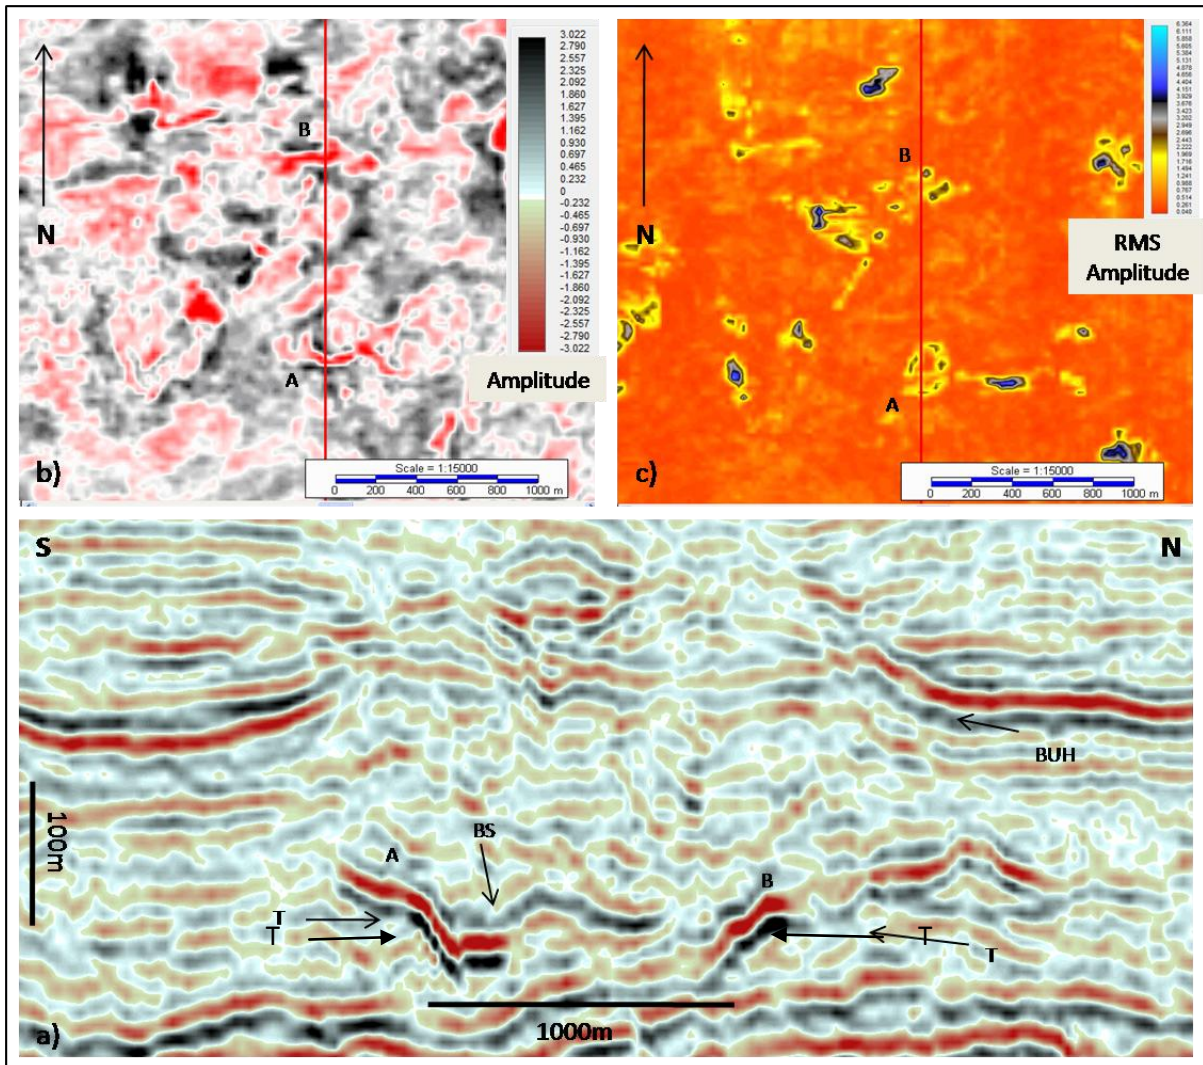 3.022
2.790
2.557
2.325
2.092
1.860
1.627
1.395
1.162
0.930
0.697
0.465
0.232
0
-0.232
-0.465
-0.697
-0.930
-1.162
-1.395
-1.627
-1.860
-2.092
-2.325
-2.557
-2.790
-3.022
N
B
A
Amplitude
b)
Scale = 1:15000
0 200 400 600 800 1000 m
N
B
RMS
Amplitude
A
c)
Scale = 1:15000
0 200 400 600 800 1000 m
S
N
BUH
100m
BS
A
B
T
T
T
T
1000m
a)